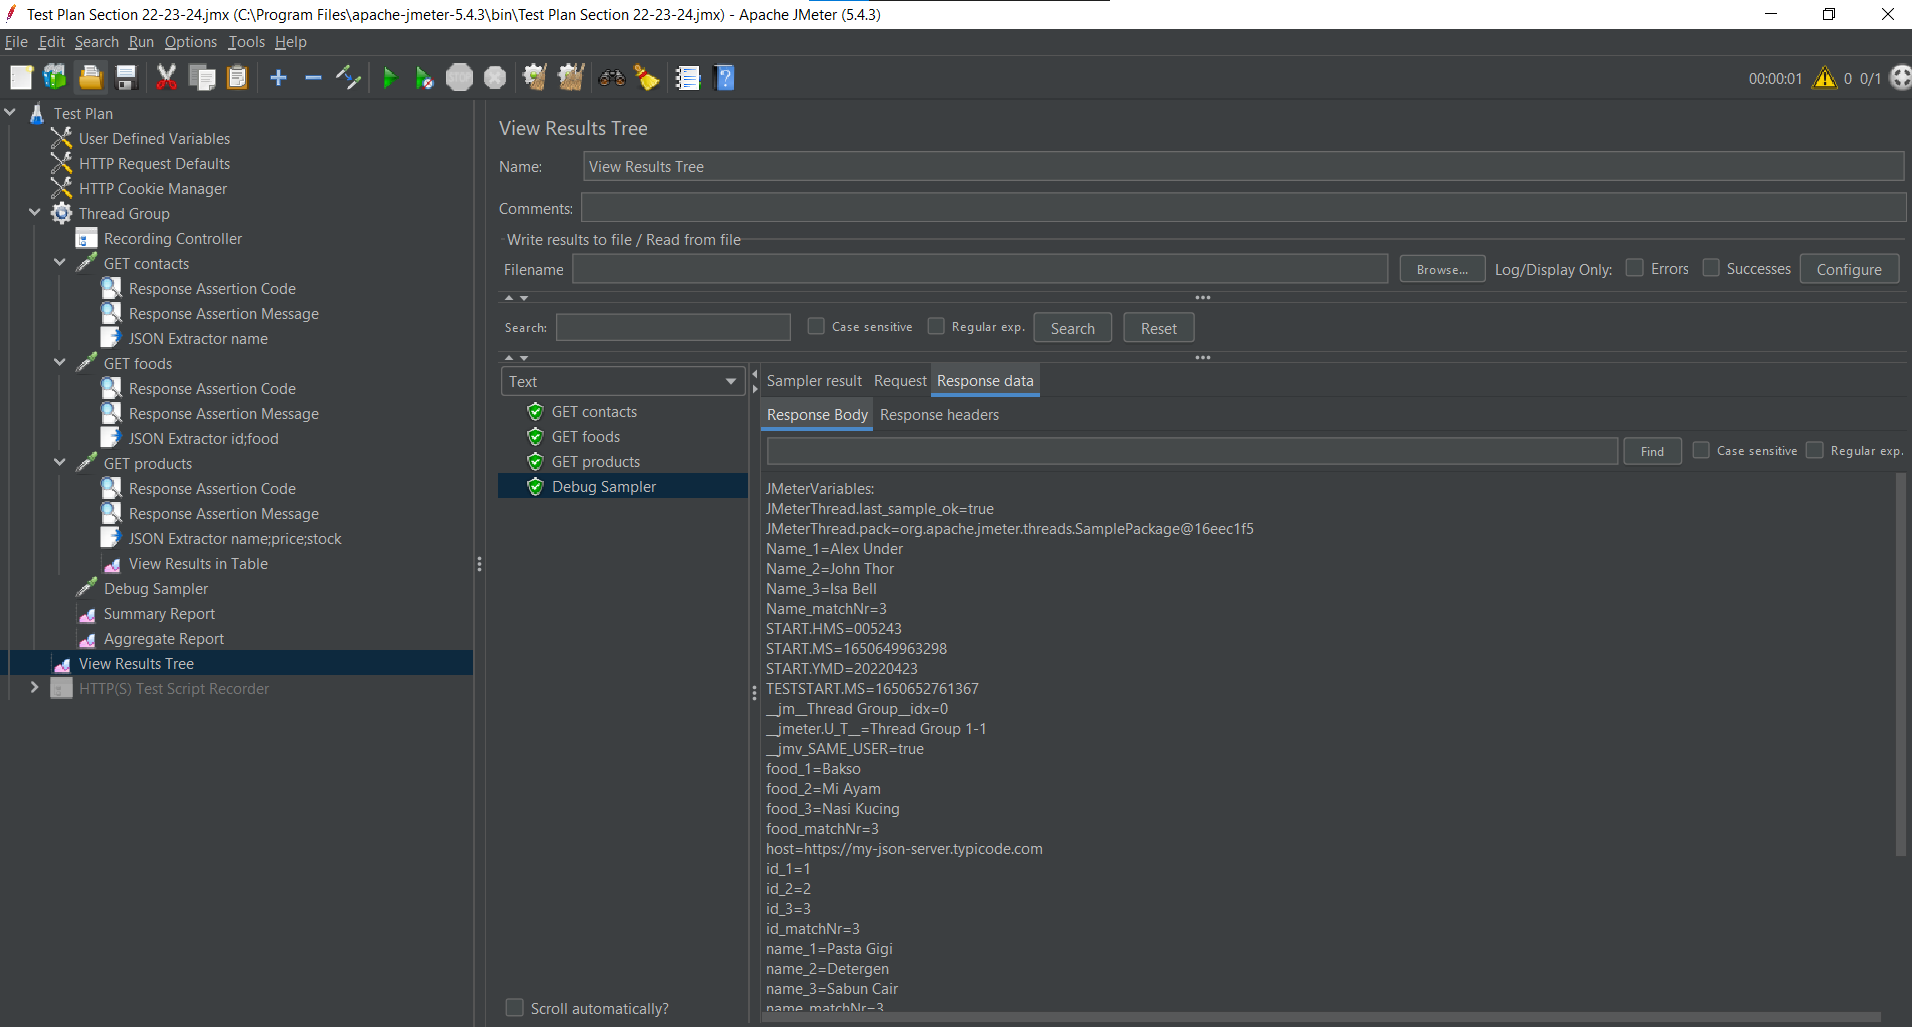 Test Plan Section 22-23-24.jmx (C:\Program Files\apache-jmeter-5.4.3\bin\Test Plan Section 22-23-24.jmx) - Apache JMeter (5.4.3)
File Edit Search Run Options Tools Help
STOP
00:00:01 0 0/1
Test Plan
User Defined Variables
HTTP Request Defaults
HTTP Cookie Manager
Thread Group
Recording Controller
GET contacts
Response Assertion Code
Response Assertion Message
JSON Extractor name
GET foods
Response Assertion Code
Response Assertion Message
JSON Extractor id;food
GET products
Response Assertion Code
Response Assertion Message
JSON Extractor name;price;stock
View Results in Table
Debug Sampler
Summary Report
Aggregate Report
View Results Tree
HTTP(S) Test Script Recorder
View Results Tree
Name: View Results Tree
Comments:
Write results to file / Read from file
Filename Browse... Log/Display Only: Errors Successes Configure
Search: Case sensitive Regular exp. Search Reset
Text
GET contacts
GET foods
GET products
Debug Sampler
Scroll automatically?
Sampler result Request Response data
Response Body Response headers
Find Case sensitive Regular exp.
JMeterVariables:
JMeterThread.last_sample_ok=true
JMeterThread.pack=org.apache.jmeter.threads.SamplePackage@16eec1f5
Name_1=Alex Under
Name_2=John Thor
Name_3=Isa Bell
Name_matchNr=3
START.HMS=005243
START.MS=1650649963298
START.YMD=20220423
TESTSTART.MS=1650652761367
__jm__Thread Group__idx=0
__jmeter.U_T__=Thread Group 1-1
__jmv_SAME_USER=true
food_1=Bakso
food_2=Mi Ayam
food_3=Nasi Kucing
food_matchNr=3
host=https://my-json-server.typicode.com
id_1=1
id_2=2
id_3=3
id_matchNr=3
name_1=Pasta Gigi
name_2=Detergen
name_3=Sabun Cair
name_matchNr=3